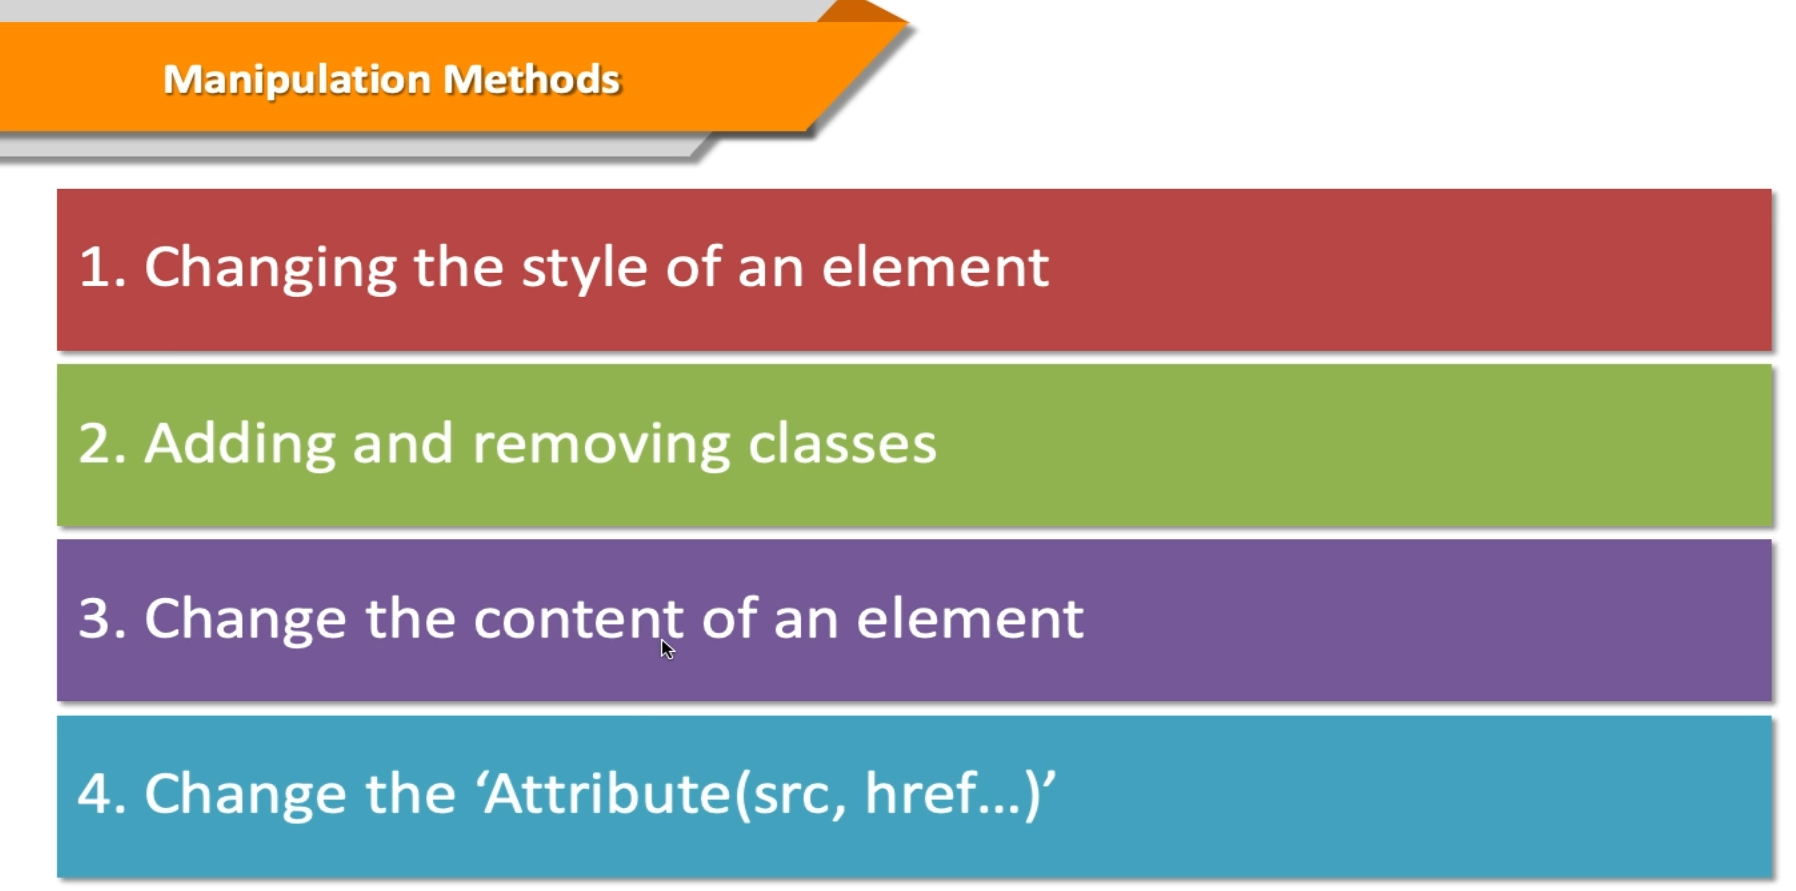 Manipulation Methods
1. Changing the style of an element
2. Adding and removing classes
3. Change the content of an element
4. Change the ‘Attribute(src, href...)’